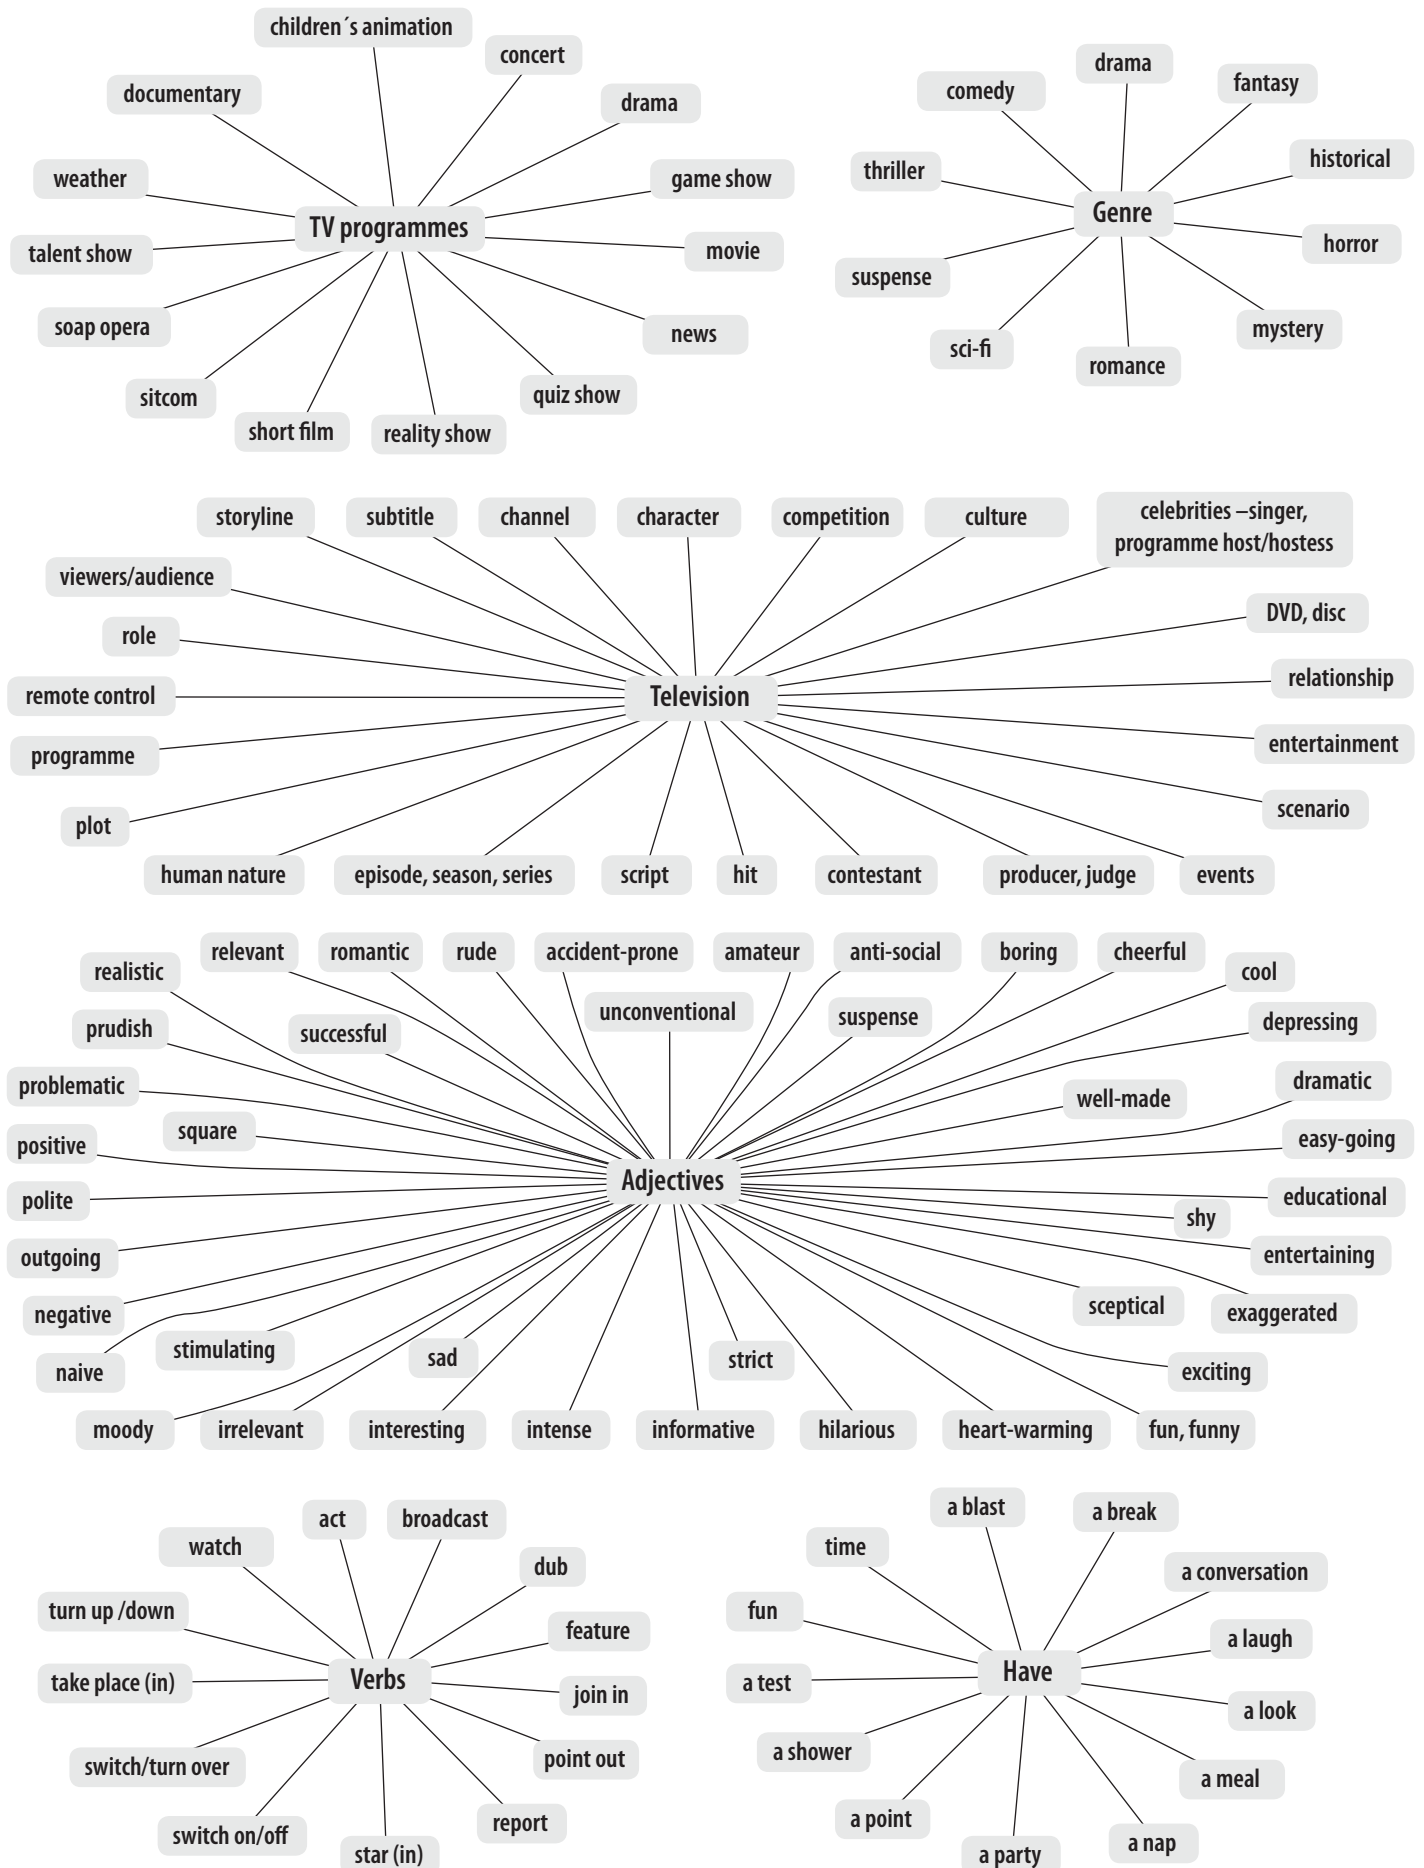 children´s animation
concert
documentary
drama
weather
game show
TV programmes
talent show
movie
soap opera
news
sitcom
quiz show
short film
reality show
drama
comedy
fantasy
thriller
historical
Genre
horror
suspense
mystery
sci-fi
romance
storyline
subtitle
channel
character
competition
culture
celebrities –singer,
programme host/hostess
viewers/audience
DVD, disc
role
relationship
remote control
Television
entertainment
programme
scenario
plot
human nature
episode, season, series
script
hit
contestant
producer, judge
events
relevant
romantic
rude
accident-prone
amateur
anti-social
boring
cheerful
realistic
cool
unconventional
suspense
prudish
successful
depressing
problematic
dramatic
well-made
square
positive
easy-going
Adjectives
polite
educational
shy
outgoing
entertaining
negative
sceptical
exaggerated
stimulating
sad
strict
naive
exciting
moody
irrelevant
interesting
intense
informative
hilarious
heart-warming
fun, funny
act
broadcast
watch
dub
turn up /down
feature
take place (in)
Verbs
join in
switch/turn over
point out
switch on/off
report
star (in)
a blast
a break
time
a conversation
fun
a laugh
a test
Have
a look
a shower
a meal
a point
a nap
a party